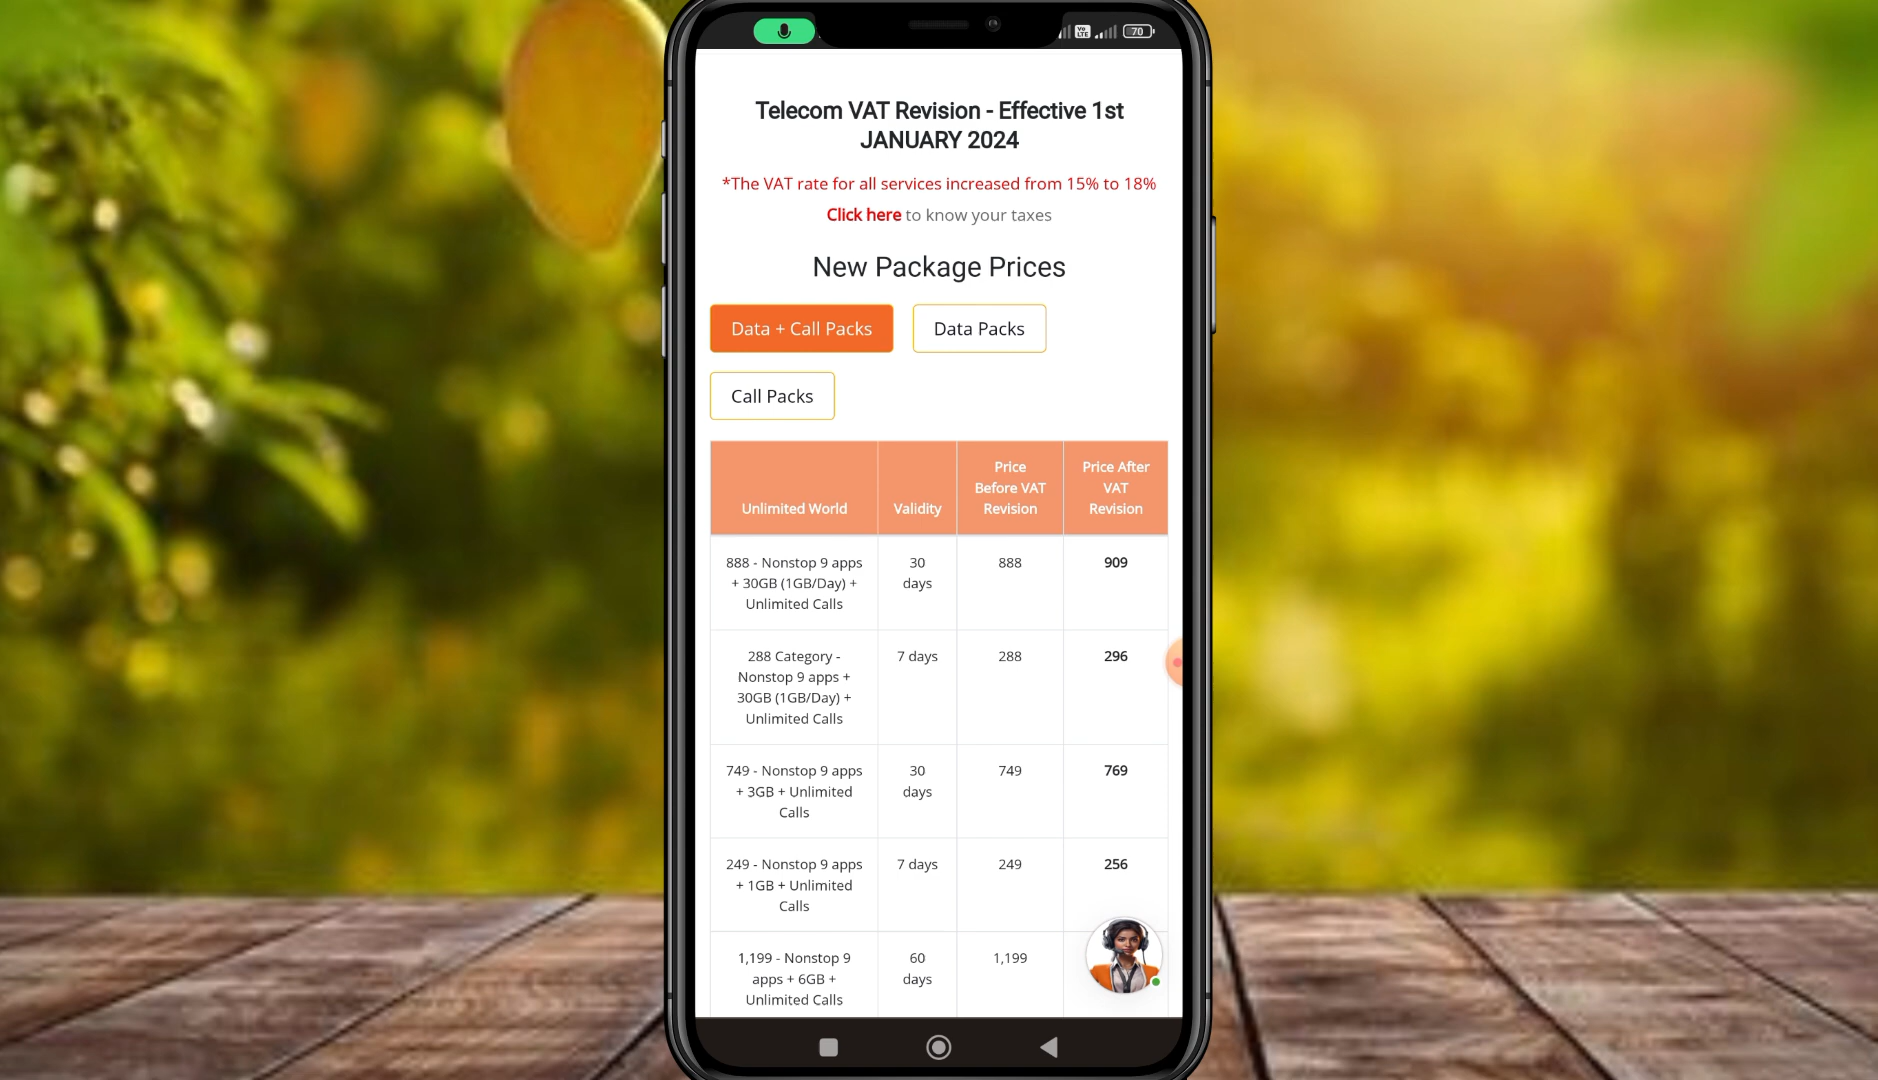 70
Telecom VAT Revision - Effective 1st
JANUARY 2024
*The VAT rate for all services increased from 15% to 18%
Click here to know your taxes
New Package Prices
Data + Call Packs
Data Packs
Call Packs
Unlimited World
Validity
Price
Before VAT
Revision
Price After
VAT
Revision
888 - Nonstop 9 apps
+ 30GB (1GB/Day) +
Unlimited Calls
30
days
888
909
288 Category -
Nonstop 9 apps +
30GB (1GB/Day) +
Unlimited Calls
7 days
288
296
749 - Nonstop 9 apps
+ 3GB + Unlimited
Calls
30
days
749
769
249 - Nonstop 9 apps
+ 1GB + Unlimited
Calls
7 days
249
256
1,199 - Nonstop 9
apps + 6GB +
Unlimited Calls
60
days
1,199